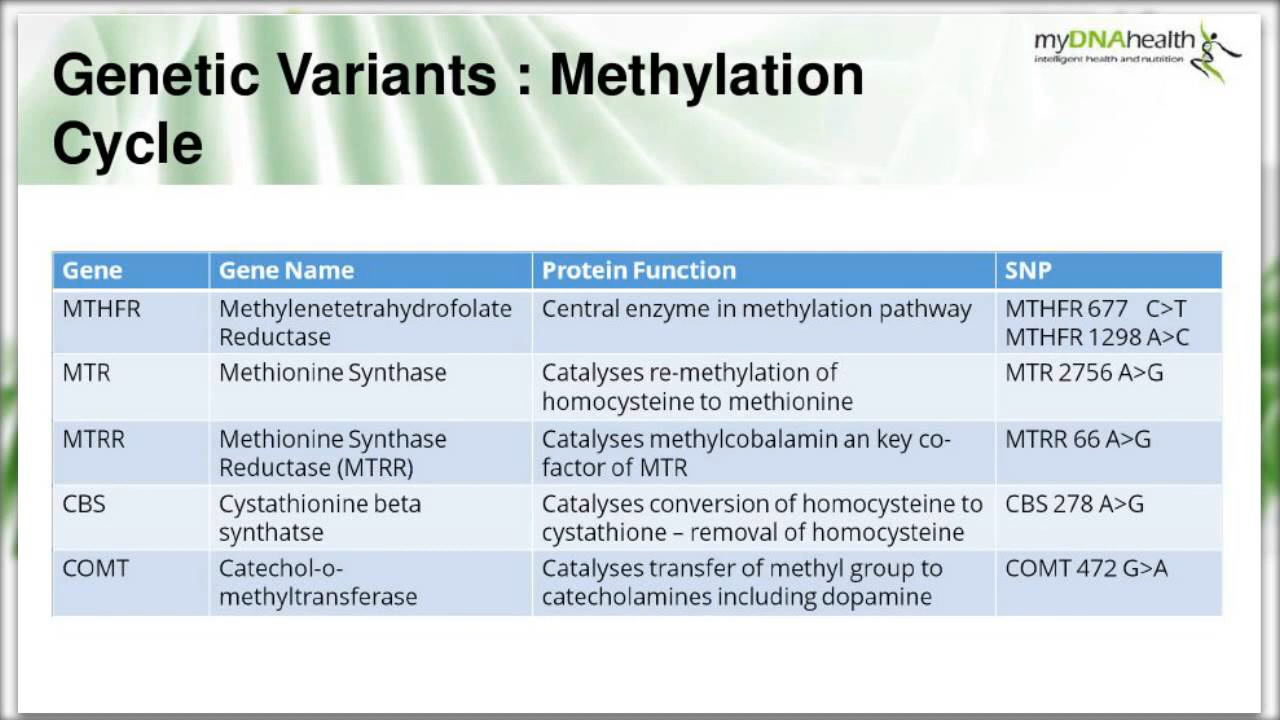 Genetic Variants : Methylation
Cycle
myDNAhealth
intelligent health and nutrition
Gene Gene Name Protein Function SNP
MTHFR Methylenetetrahydrofolate Central enzyme in methylation pathway MTHFR 677 C>T
Reductase MTHFR 1298 A>C
MTR Methionine Synthase Catalyses re-methylation of MTR 2756 A>G
homocysteine to methionine
MTRR Methionine Synthase Catalyses methylcobalamin an key co- MTRR 66 A>G
Reductase (MTRR) factor of MTR
CBS Cystathionine beta Catalyses conversion of homocysteine to CBS 278 A>G
synthatse cystathione – removal of homocysteine
COMT Catechol-o- Catalyses transfer of methyl group to COMT 472 G>A
methyltransferase catecholamines including dopamine